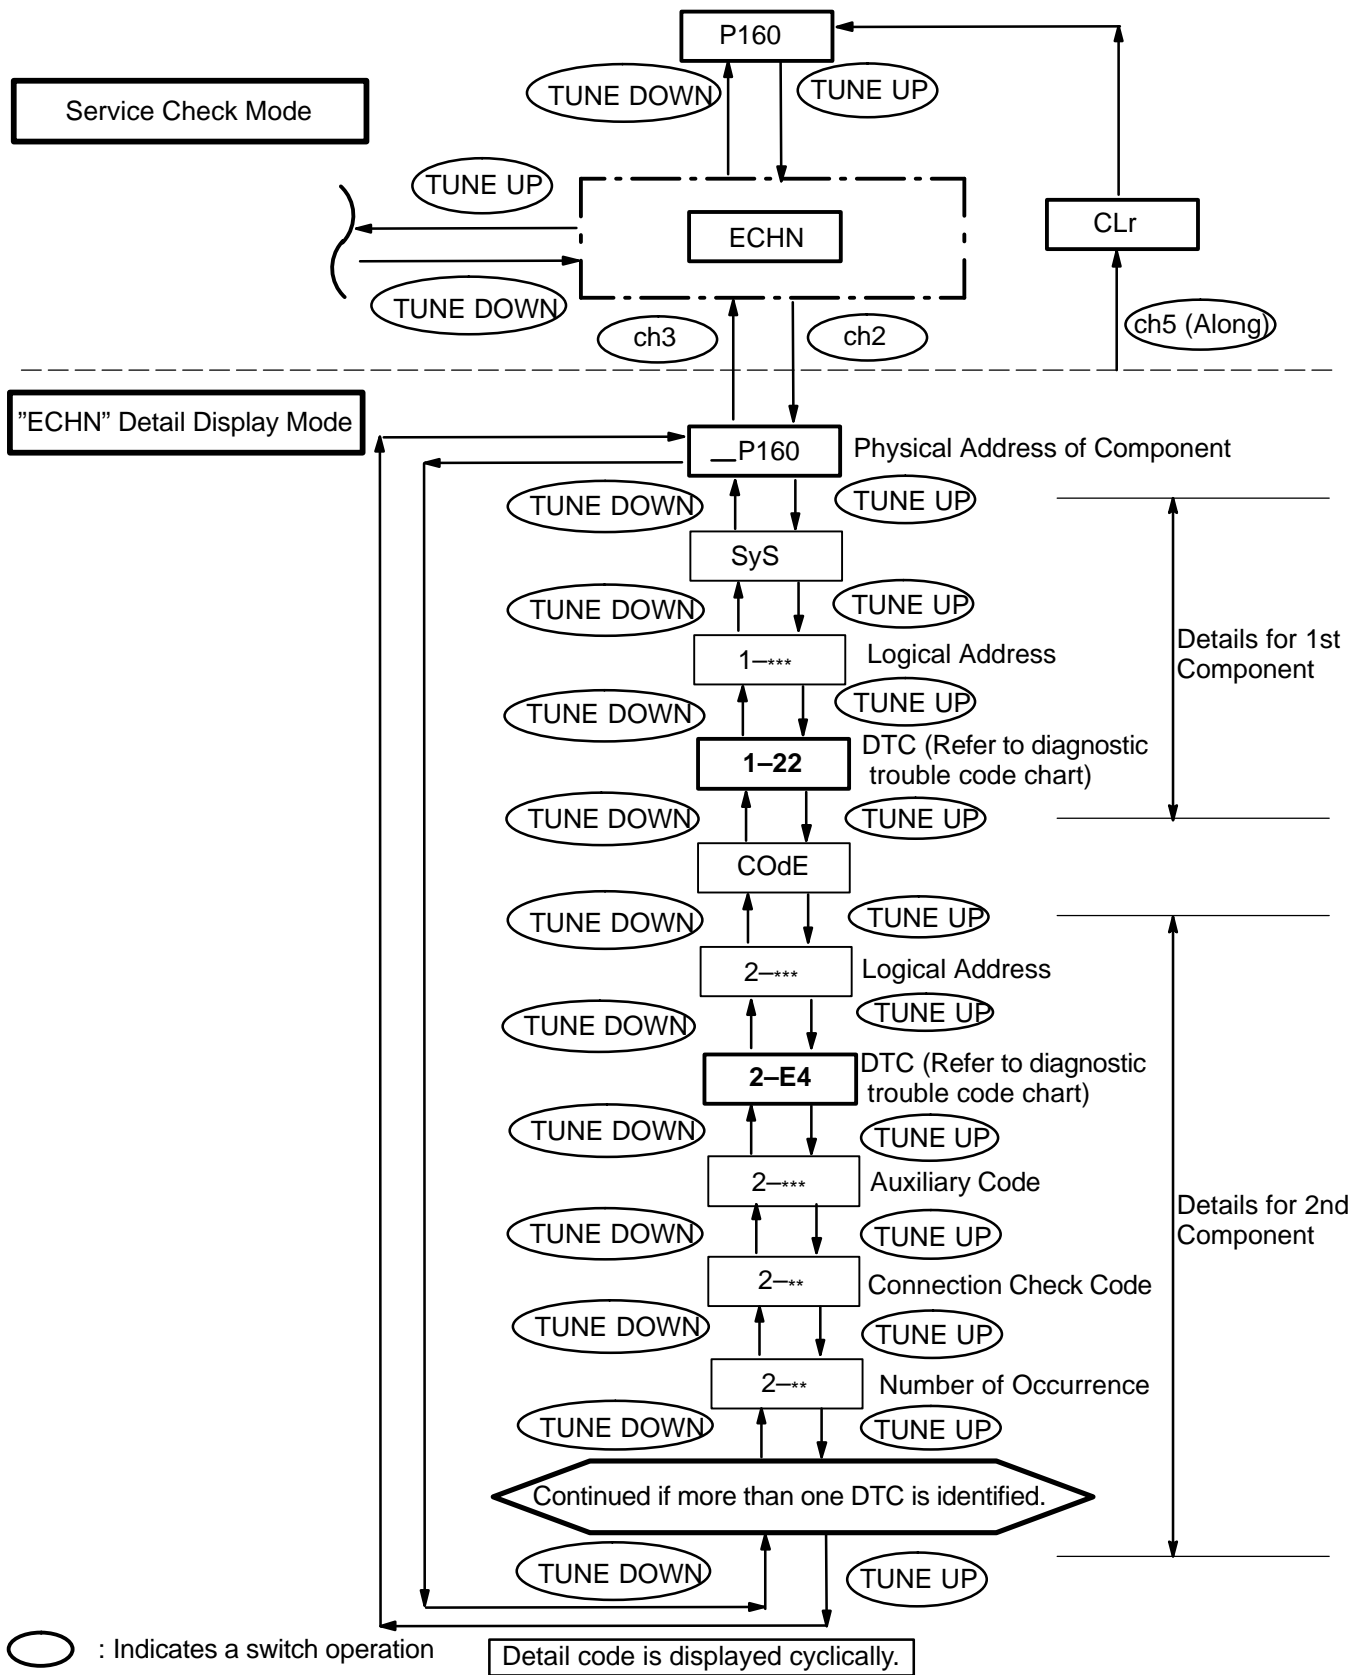 P160
TUNE DOWN
TUNE UP
Service Check Mode
TUNE UP
ECHN
CLr
TUNE DOWN
ch3
ch2
ch5 (Along)
”ECHN” Detail Display Mode
__P160
Physical Address of Component
TUNE DOWN
TUNE UP
SyS
TUNE DOWN
TUNE UP
1–***
Logical Address
Details for 1st
Component
TUNE DOWN
TUNE UP
1–22
DTC (Refer to diagnostic
trouble code chart)
TUNE DOWN
TUNE UP
COdE
TUNE DOWN
TUNE UP
2–***
Logical Address
TUNE DOWN
TUNE UP
2–E4
DTC (Refer to diagnostic
trouble code chart)
TUNE DOWN
TUNE UP
2–***
Auxiliary Code
Details for 2nd
Component
TUNE DOWN
TUNE UP
2–**
Connection Check Code
TUNE DOWN
TUNE UP
2–**
Number of Occurrence
TUNE DOWN
TUNE UP
Continued if more than one DTC is identified.
TUNE DOWN
TUNE UP
: Indicates a switch operation
Detail code is displayed cyclically.